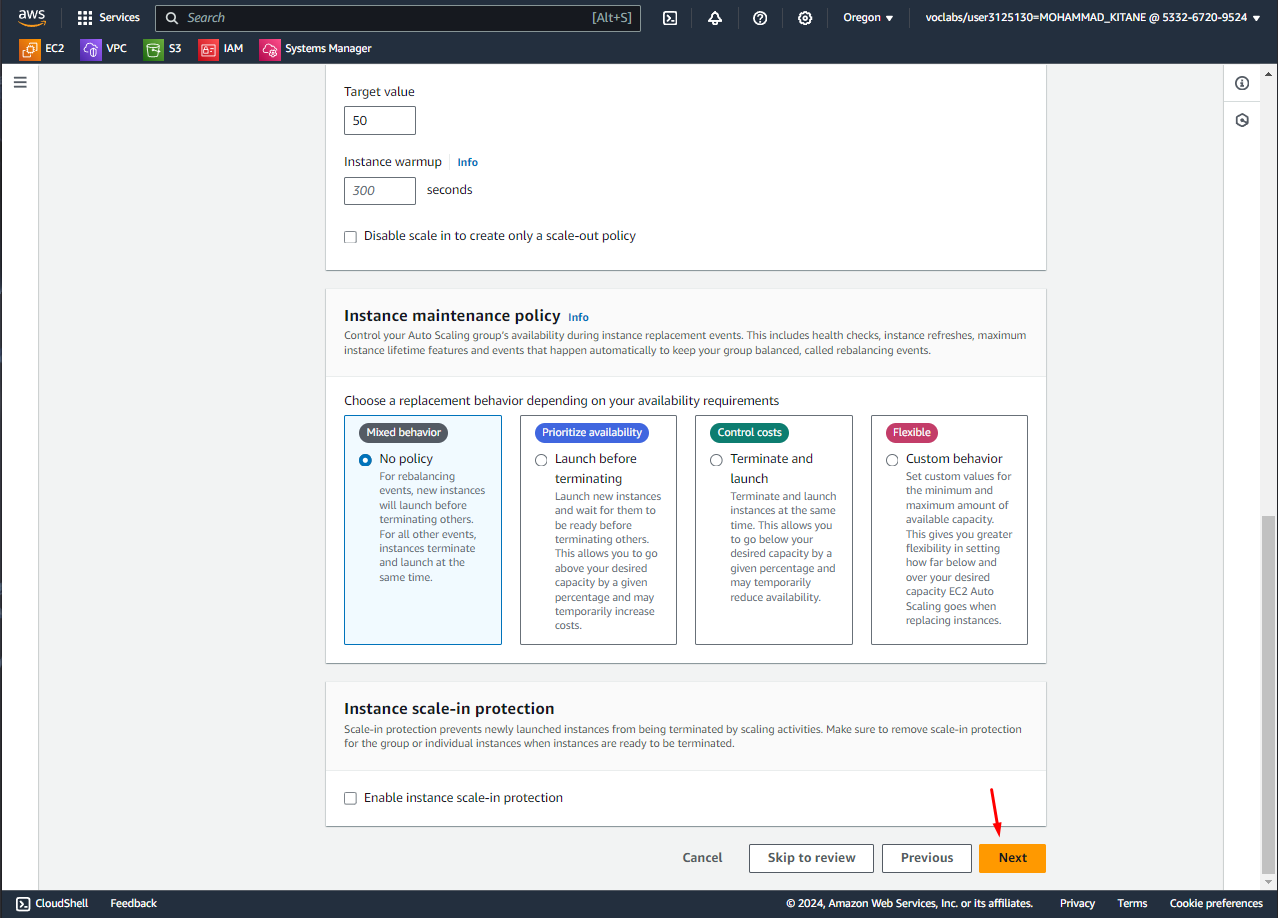 aws
Services
Search
[Alt+S]
Oregon
voclabs/user3125130=MOHAMMAD_KITANE @ 5332-6720-9524
EC2
VPC
S3
IAM
Systems Manager
Target value
50
Instance warmup
Info
300
seconds
Disable scale in to create only a scale-out policy
Instance maintenance policy
Info
Control your Auto Scaling group's availability during instance replacement events. This includes health checks, instance refreshes, maximum
instance lifetime features and events that happen automatically to keep your group balanced, called rebalancing events.
Choose a replacement behavior depending on your availability requirements
Mixed behavior
No policy
For rebalancing
events, new instances
will launch before
terminating others.
For all other events,
instances terminate
and launch at the
same time.
Prioritize availability
Launch before
terminating
Launch new instances
and wait for them to
be ready before
terminating others.
This allows you to go
above your desired
capacity by a given
percentage and may
temporarily increase
costs.
Control costs
Terminate and
launch
Terminate and launch
instances at the same
time. This allows you
to go below your
desired capacity by a
given percentage and
may temporarily
reduce availability.
Flexible
Custom behavior
Set custom values for
the minimum and
maximum amount of
available capacity.
This gives you greater
flexibility in setting
how far below and
over your desired
capacity EC2 Auto
Scaling goes when
replacing instances.
Instance scale-in protection
Scale-in protection prevents newly launched instances from being terminated by scaling activities. Make sure to remove scale-in protection
for the group or individual instances when instances are ready to be terminated.
Enable instance scale-in protection
Cancel
Skip to review
Previous
Next
CloudShell
Feedback
© 2024, Amazon Web Services, Inc. or its affiliates.
Privacy
Terms
Cookie preferences